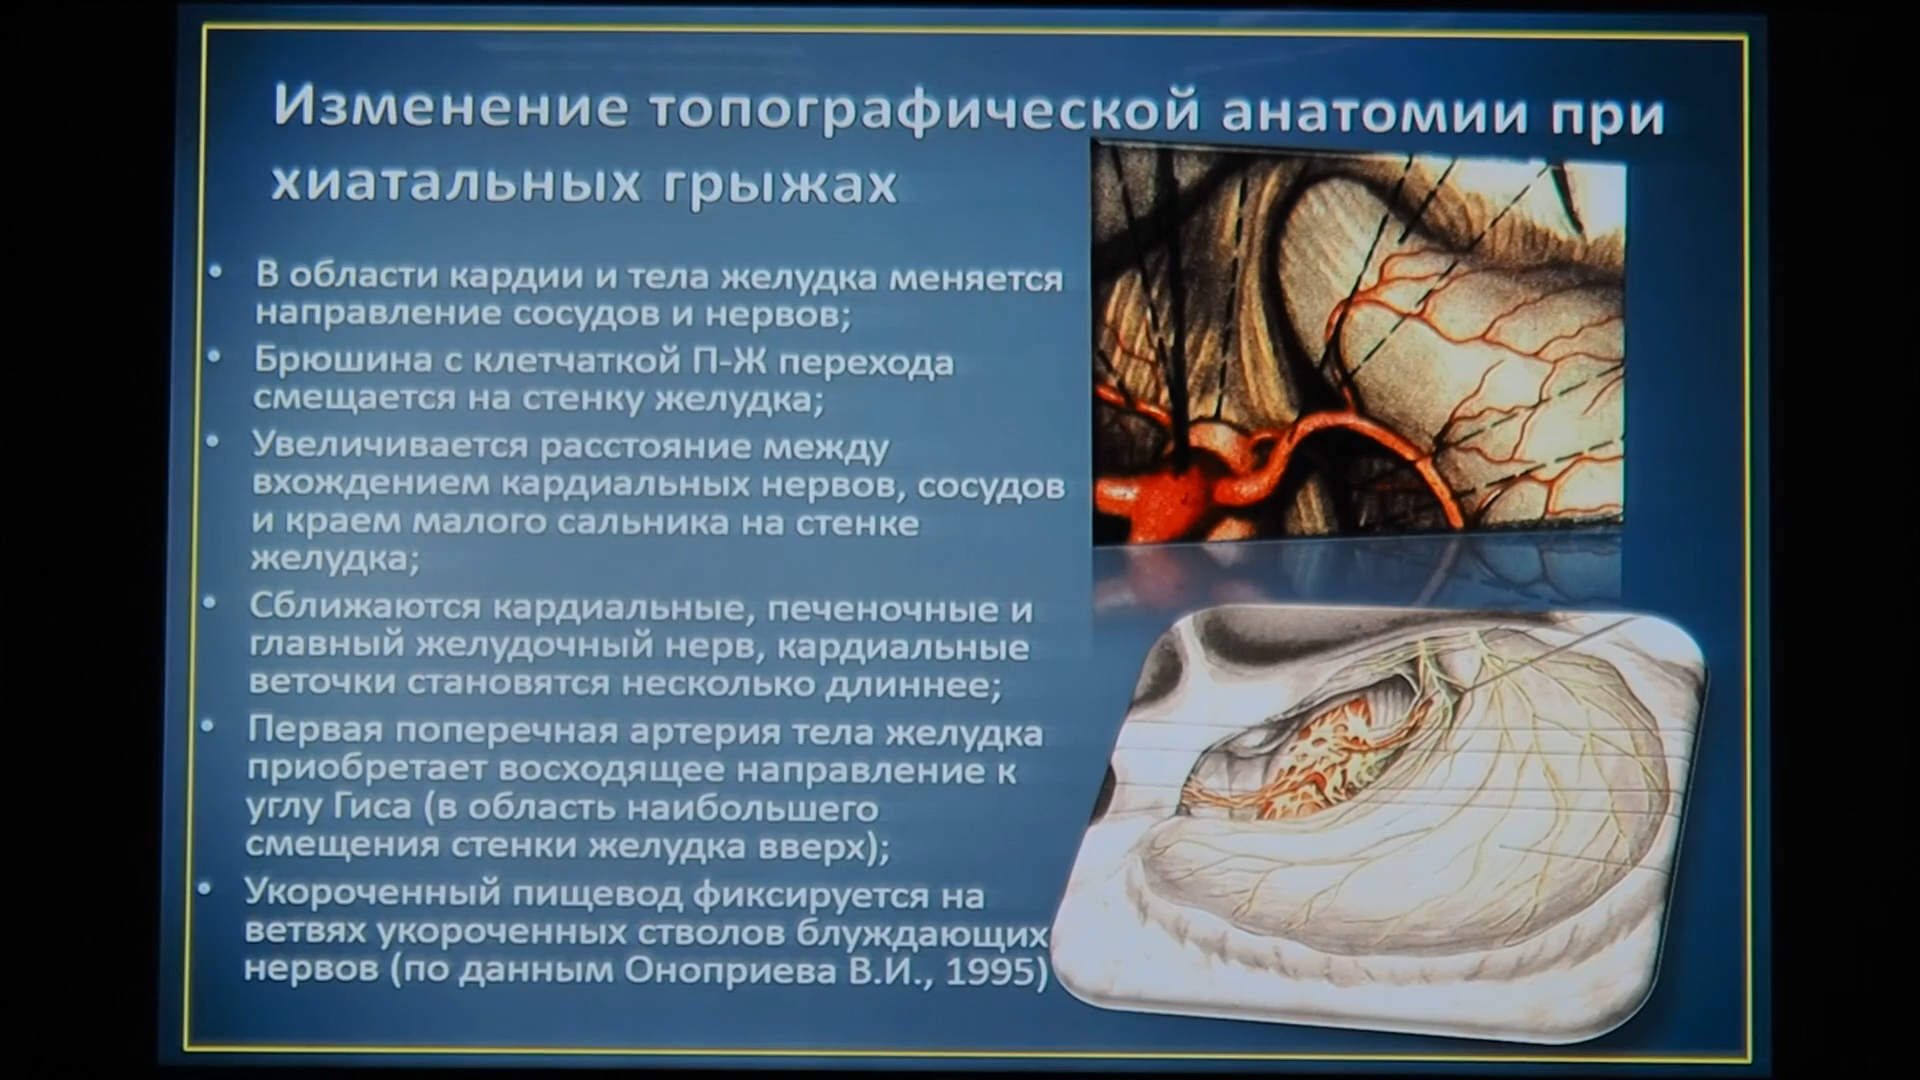 Изменение топографической анатомии при
хиатальных грыжах
• В области кардии и тела желудка меняется
направление сосудов и нервов;
• Брюшина с клетчаткой П-Ж перехода
смещается на стенку желудка;
• Увеличивается расстояние между
вхождением кардиальных нервов, сосудов
и краем малого сальника на стенке
желудка;
• Сближаются кардиальные, печеночные и
главный желудочный нерв, кардиальные
веточки становятся несколько длиннее;
• Первая поперечная артерия тела желудка
приобретает восходящее направление к
углу Гиса (в область наибольшего
смещения стенки желудка вверх);
• Укороченный пищевод фиксируется на
ветвях укороченных стволов блуждающих
нервов (по данным Оноприева В.И., 1995)